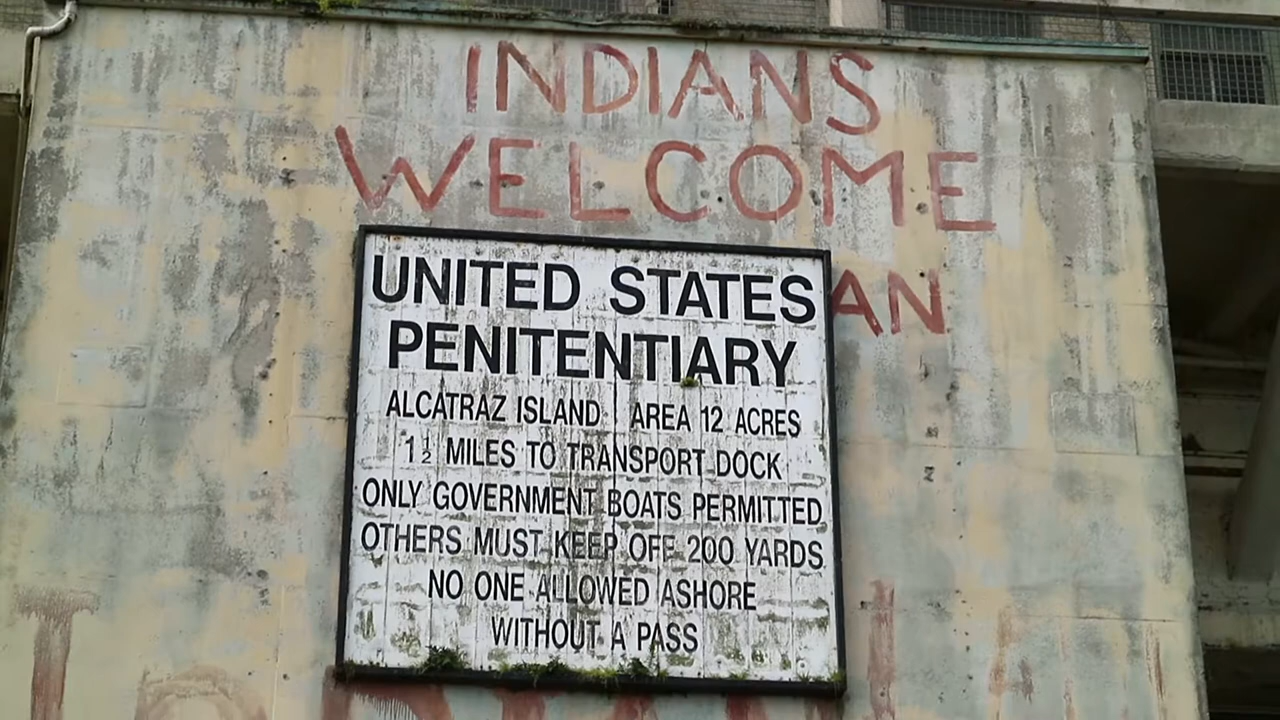 INDIANS
WELCOME
UNITED STATES
PENITENTIARY
ALCATRAZ ISLAND AREA 12 ACRES
1½ MILES TO TRANSPORT DOCK
ONLY GOVERNMENT BOATS PERMITTED
OTHERS MUST KEEP OFF 200 YARDS
NO ONE ALLOWED ASHORE
WITHOUT A PASS